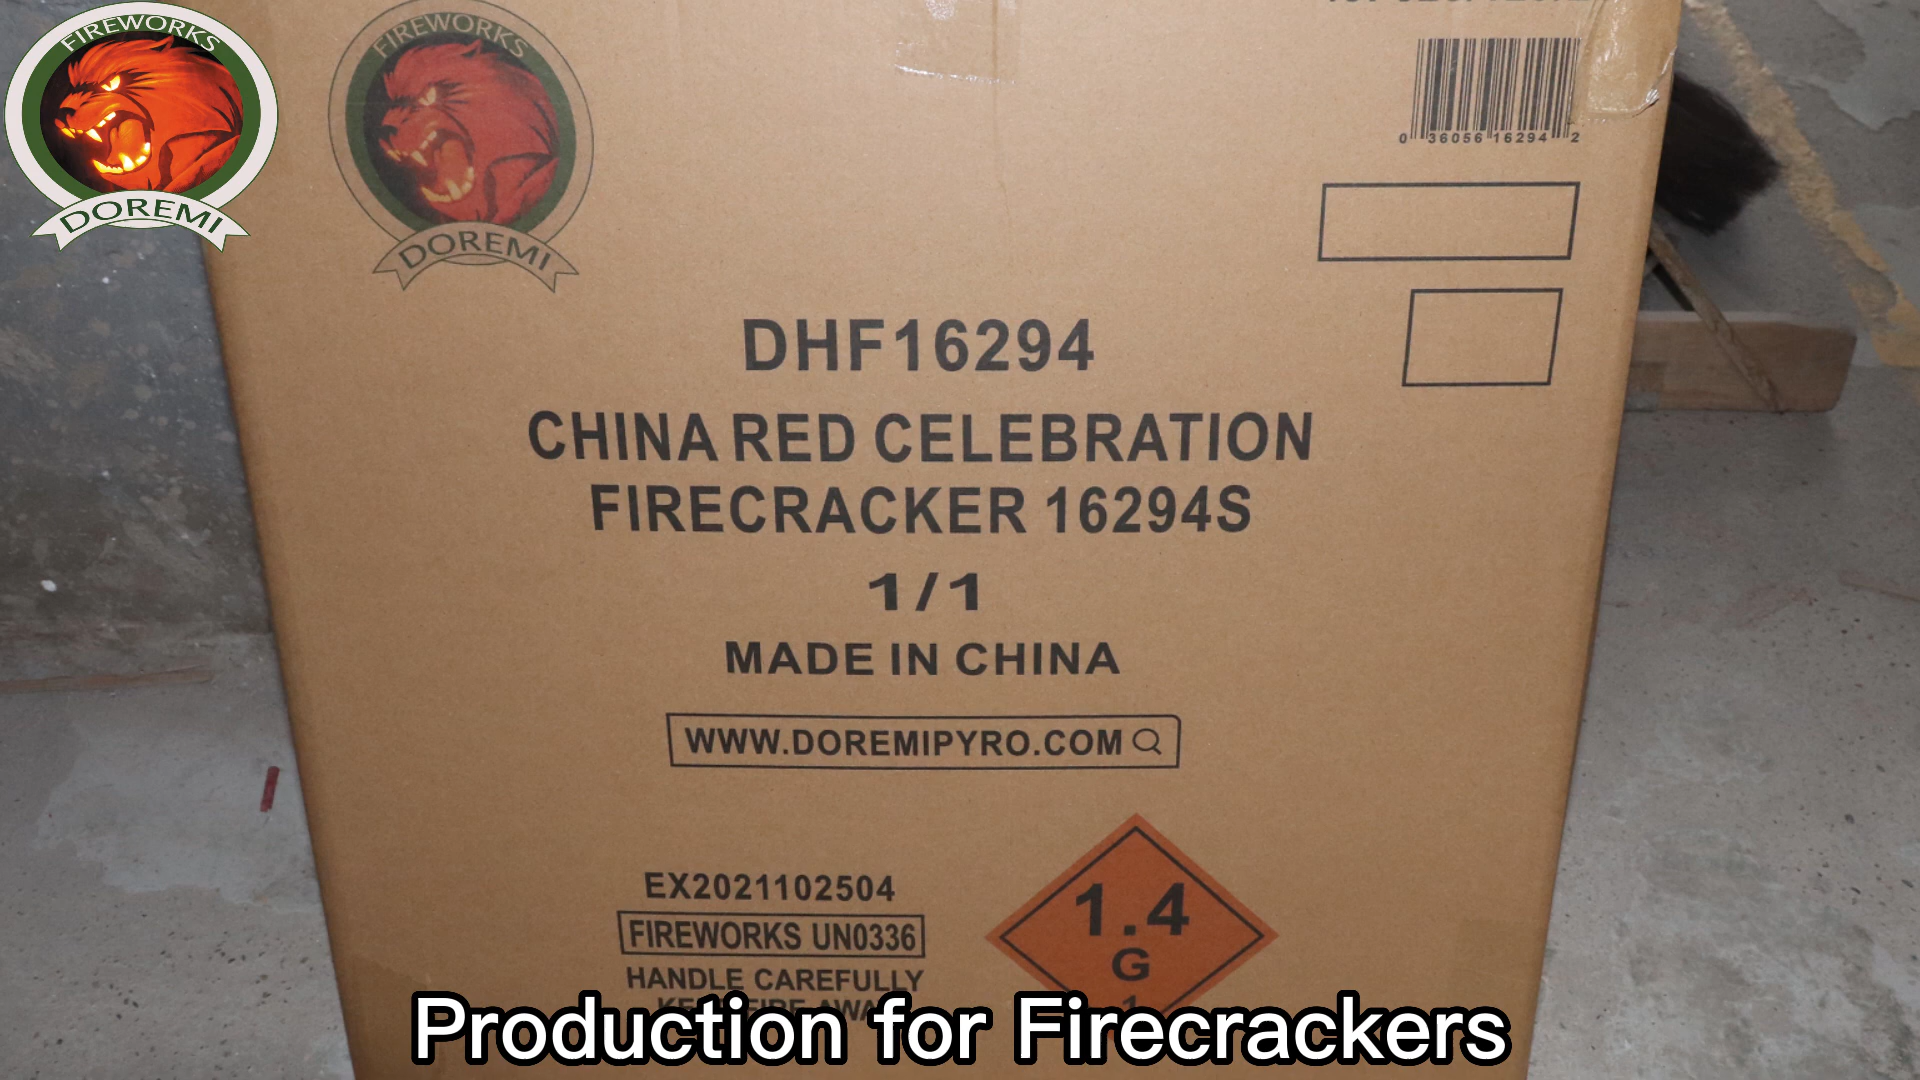 FIREWORKS
DOREMI
FIREWORKS
DOREMI
0 36056 16294 2
DHF16294
CHINA RED CELEBRATION
FIRECRACKER 16294S
1/1
MADE IN CHINA
WWW.DOREMIPYRO.COM
EX2021102504
FIREWORKS UN0336
HANDLE CAREFULLY
1.4
G
1
Production for Firecrackers